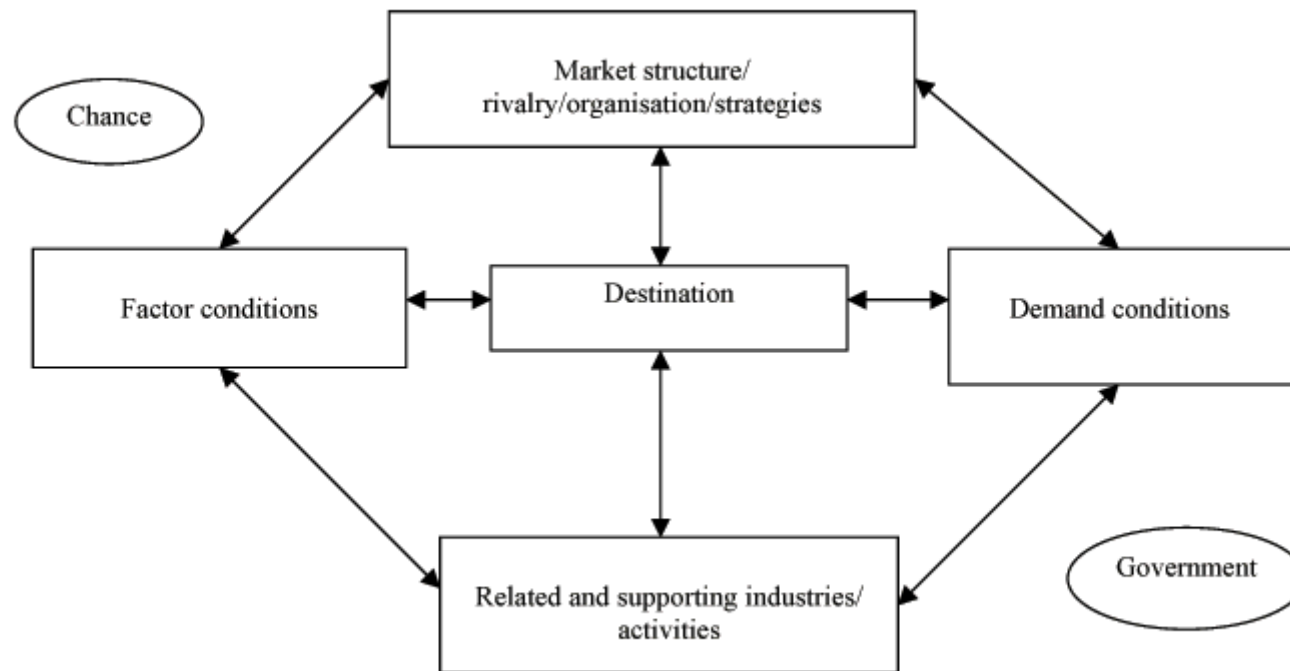 Market structure/
rivalry/organisation/strategies
Chance
Factor conditions
Destination
Demand conditions
Related and supporting industries/
activities
Government